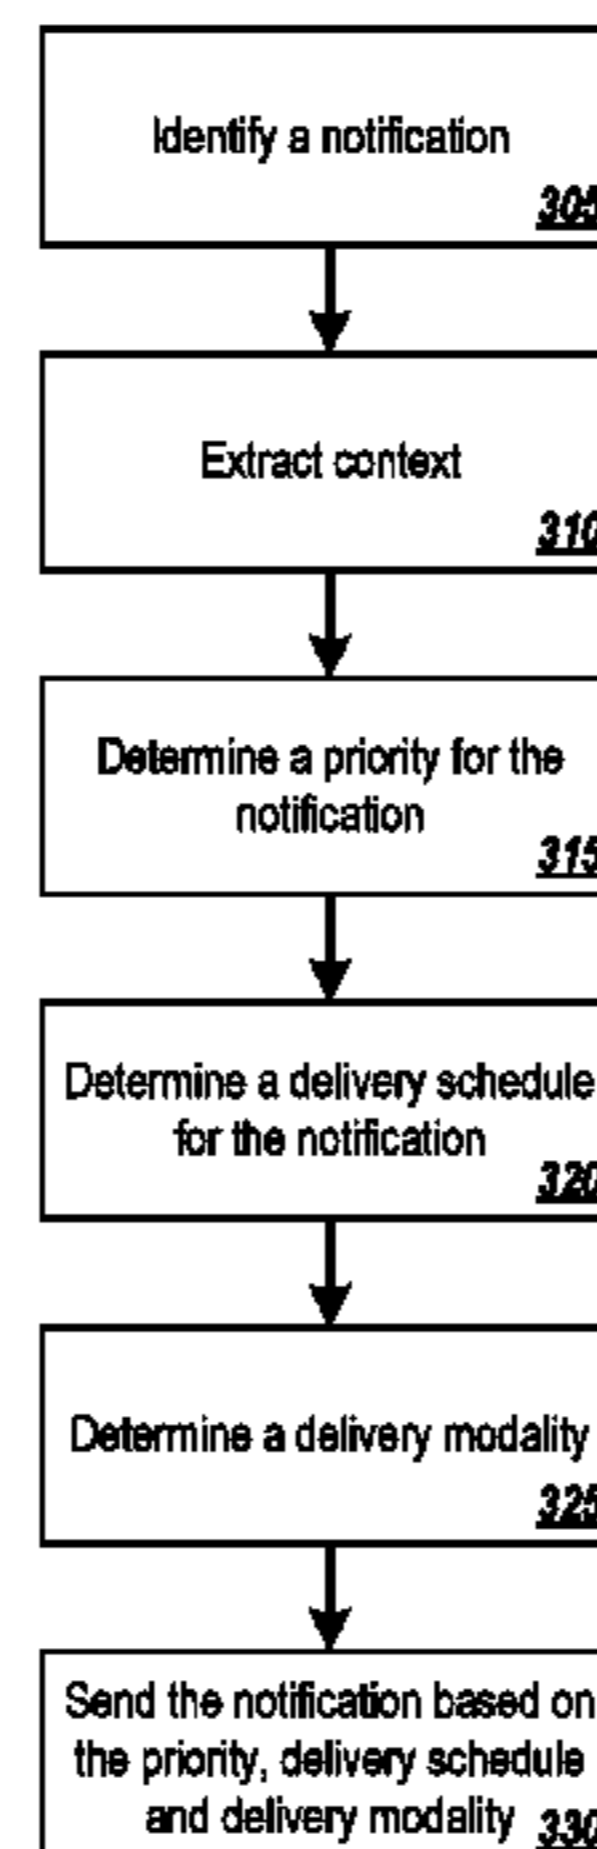 Identify a notification
305
Extract context
310
Determine a priority for the
notification
315
Determine a delivery schedule
for the notification
320
Determine a delivery modality
325
Send the notification based on
the priority, delivery schedule
and delivery modality 330